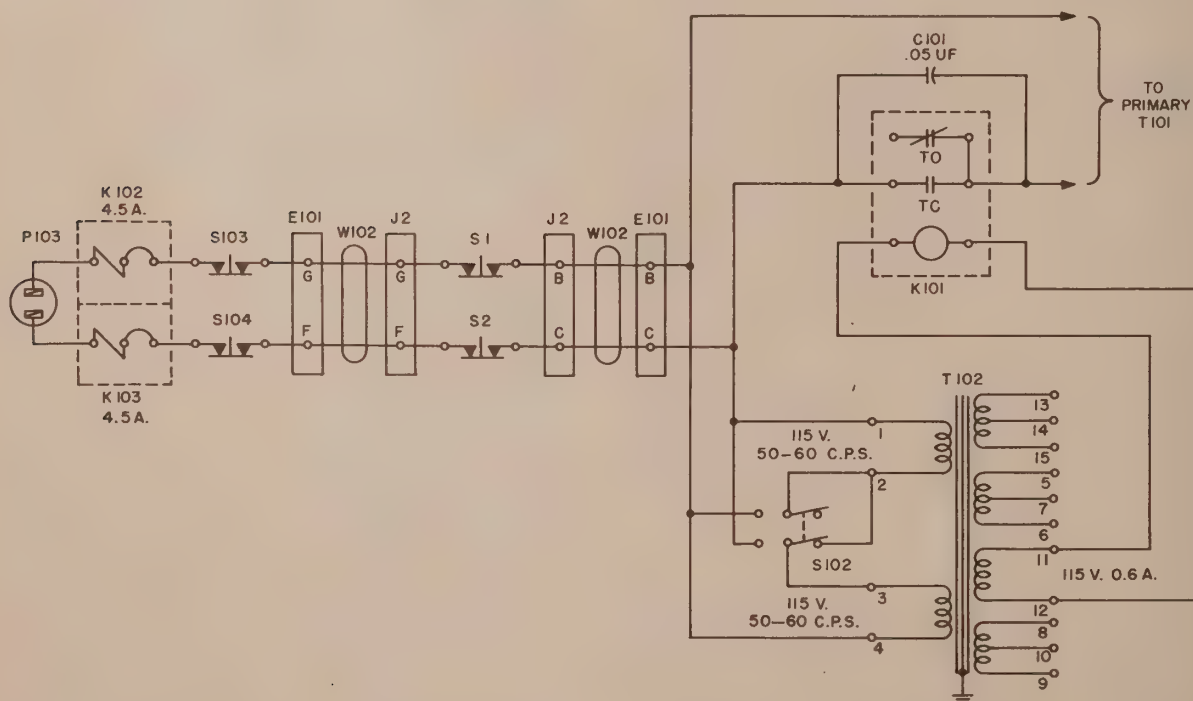 C101
.05 UF
TO
PRIMARY
T101
TO
TC
K101
K102
4.5A.
P103
S103
E101
W102
J2
S1
J2
W102
E101
G
G
B
B
S104
F
F
S2
C
C
K103
4.5A.
T102
115 V.
50-60 C.P.S.
1
2
S102
115 V.
50-60 C.P.S.
3
4
13
14
15
5
7
6
11
115 V. 0.6 A.
12
8
10
9